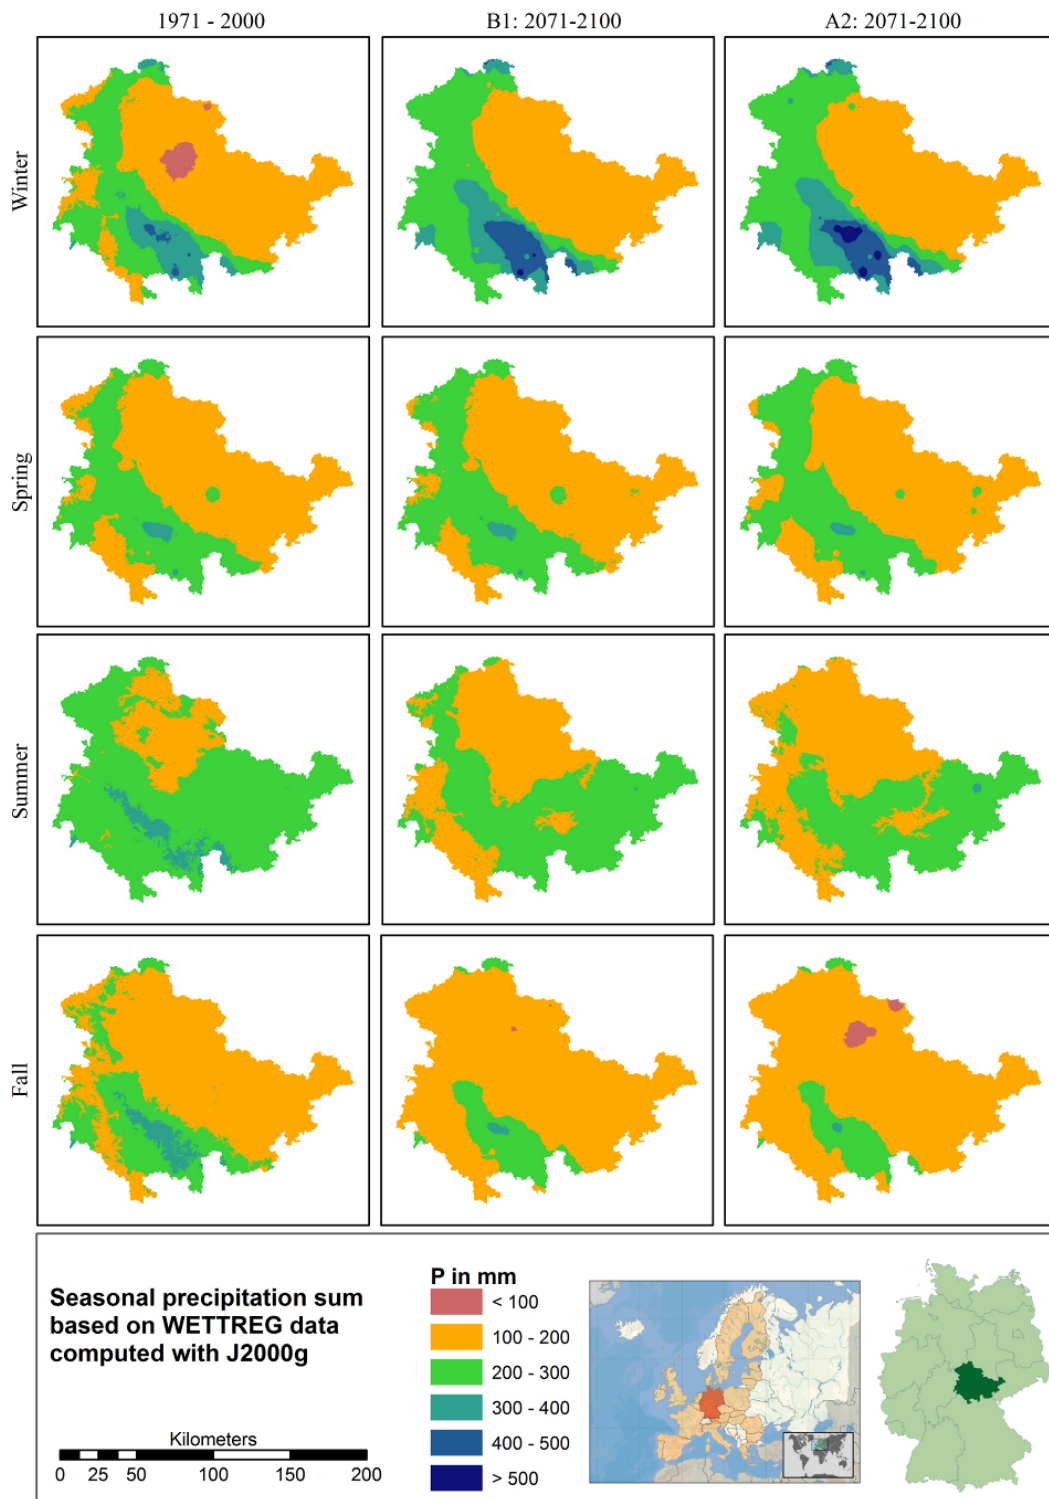 1971 - 2000
B1: 2071-2100
A2: 2071-2100
Winter
Spring
Summer
Fall
Seasonal precipitation sum
based on WETTREG data
computed with J2000g
Kilometers
0 25 50 100 150 200
P in mm
< 100
100 - 200
200 - 300
300 - 400
400 - 500
> 500